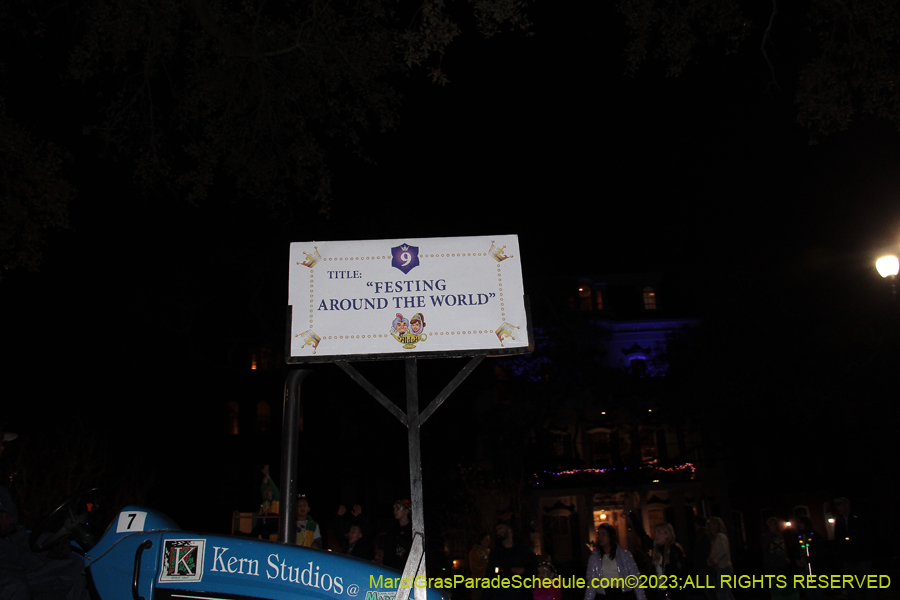 9
TITLE:
“FESTING
AROUND THE WORLD”
7
K
Kern Studios @
MardiGrasParadeSchedule.com©2023;ALL RIGHTS RESERVED